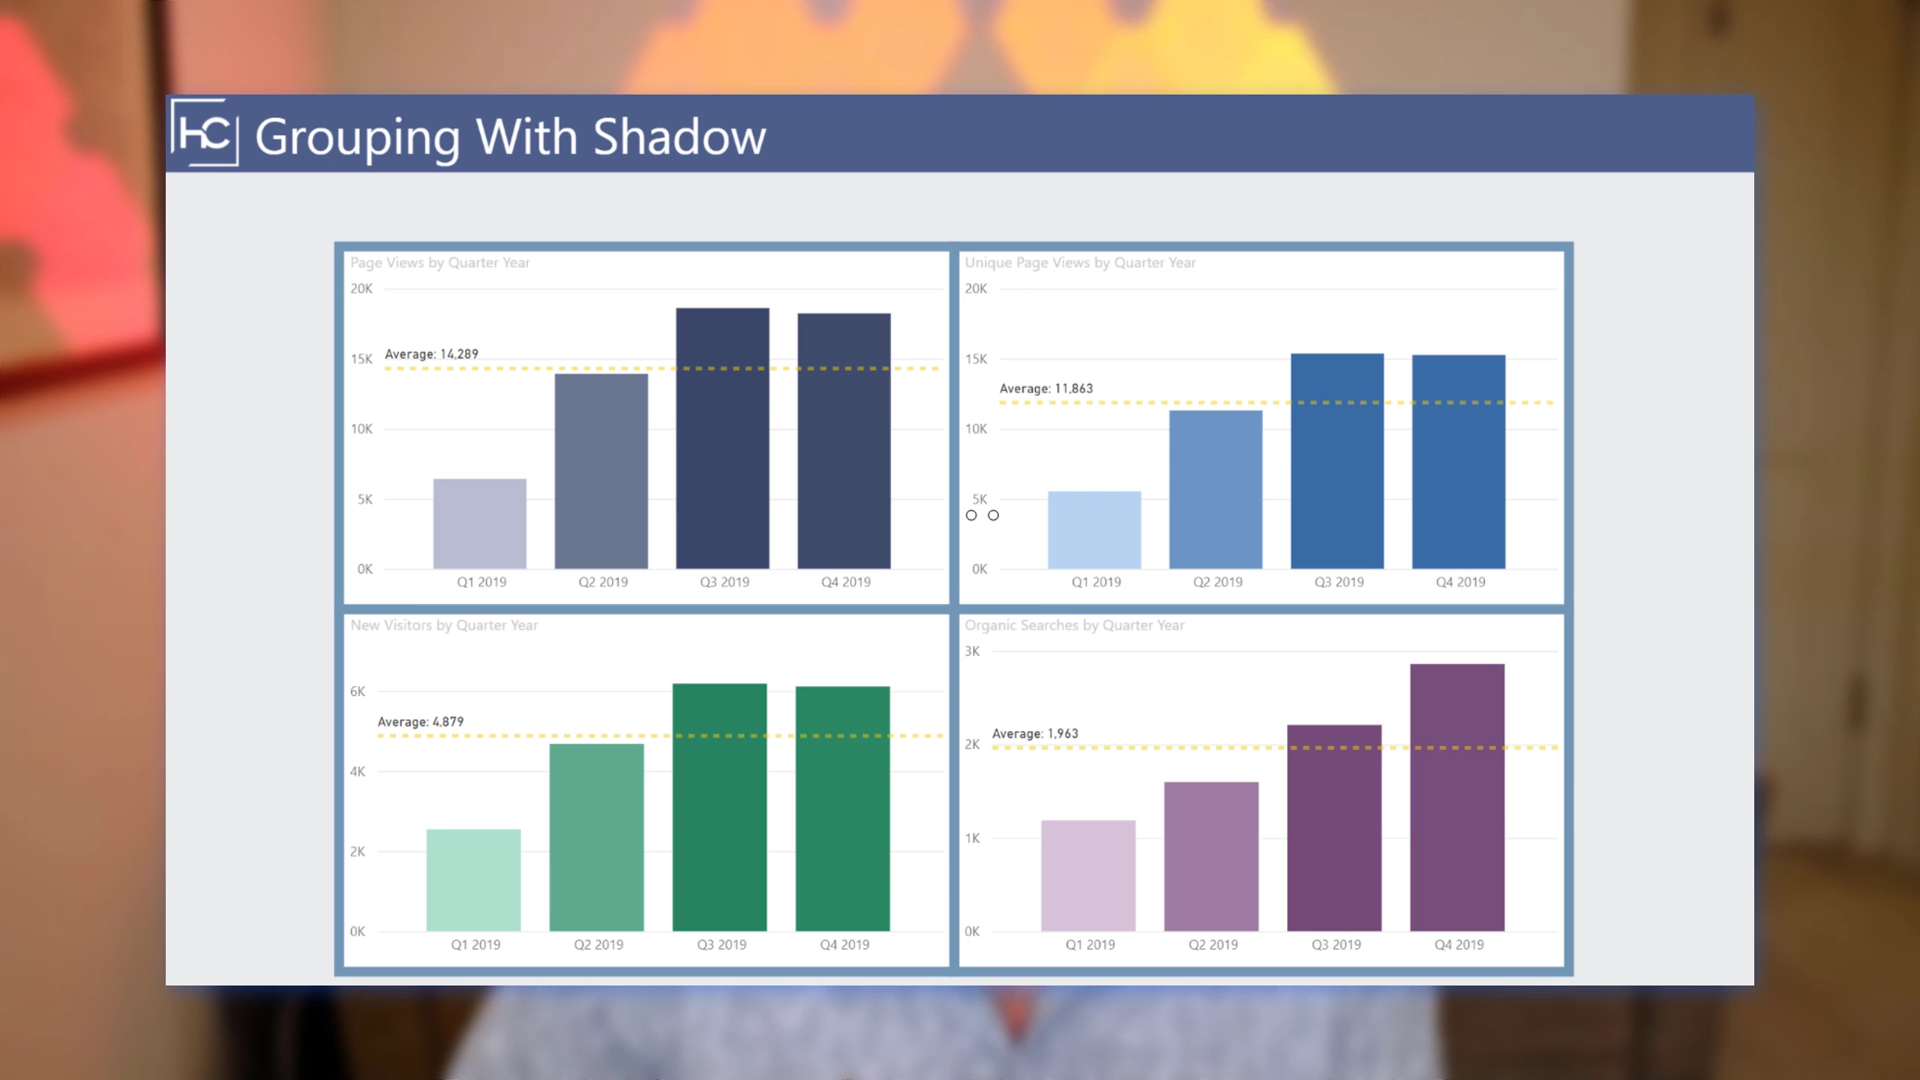 hC Grouping With Shadow
Page Views by Quarter Year
20K
15K
10K
5K
0K
Average: 14,289
Q1 2019 Q2 2019 Q3 2019 Q4 2019
Unique Page Views by Quarter Year
20K
15K
10K
5K
0K
Average: 11,863
Q1 2019 Q2 2019 Q3 2019 Q4 2019
New Visitors by Quarter Year
6K
4K
2K
0K
Average: 4,879
Q1 2019 Q2 2019 Q3 2019 Q4 2019
Organic Searches by Quarter Year
3K
2K
1K
0K
Average: 1,963
Q1 2019 Q2 2019 Q3 2019 Q4 2019